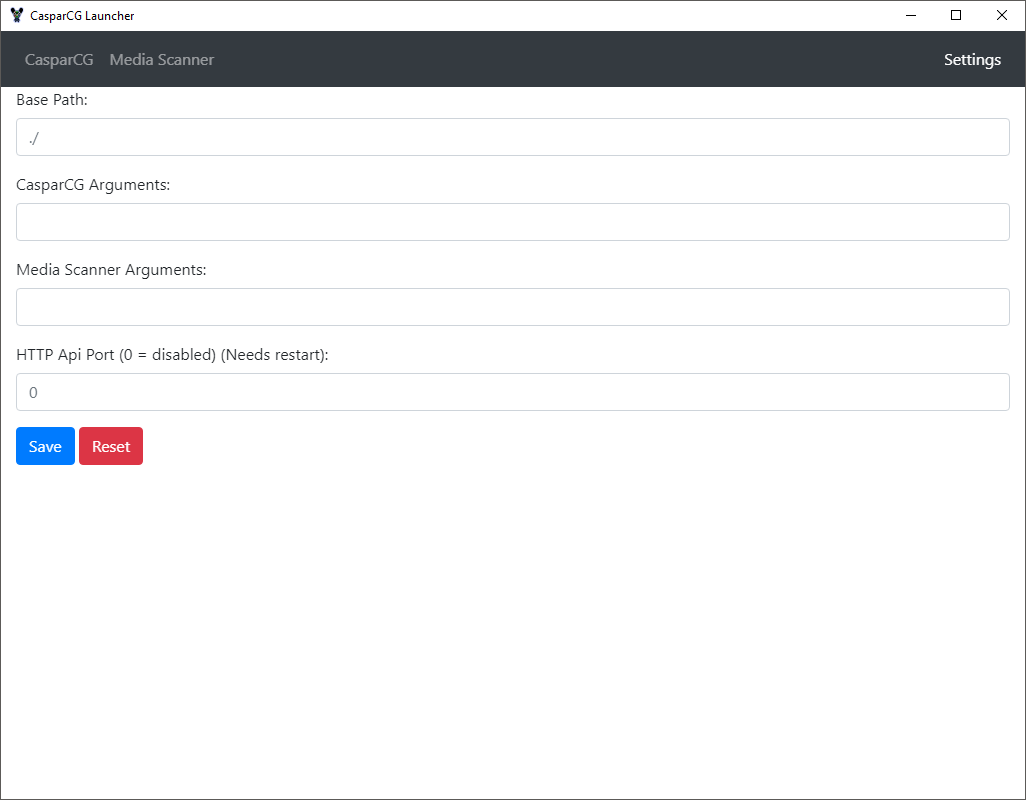 CasparCG Launcher
CasparCG Media Scanner Settings
Base Path:
./
CasparCG Arguments:
Media Scanner Arguments:
HTTP Api Port (0 = disabled) (Needs restart):
0
Save Reset